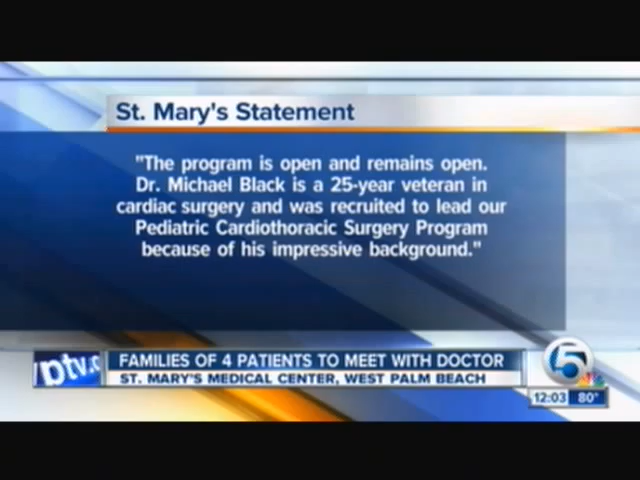 St. Mary's Statement
"The program is open and remains open.
Dr. Michael Black is a 25-year veteran in
cardiac surgery and was recruited to lead our
Pediatric Cardiothoracic Surgery Program
because of his impressive background."
FAMILIES OF 4 PATIENTS TO MEET WITH DOCTOR
ST. MARY'S MEDICAL CENTER, WEST PALM BEACH
ptv.c
5
12:03 80°